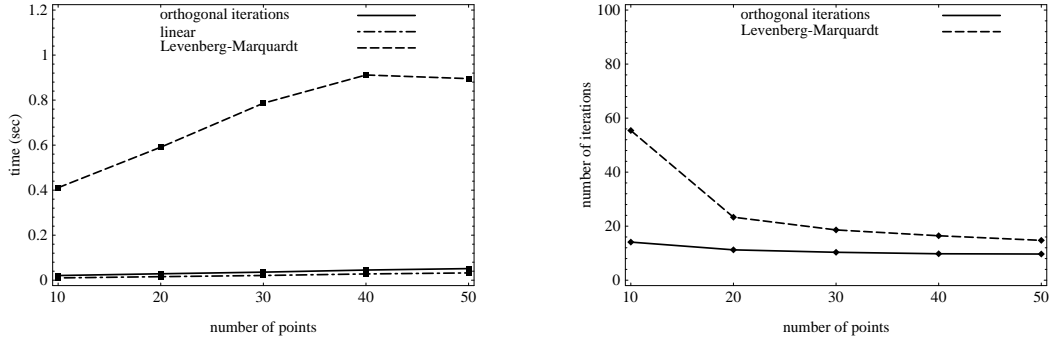 orthogonal iterations
linear
Levenberg-Marquardt
1.2
1
0.8
0.6
0.4
0.2
0
time (sec)
10 20 30 40 50
number of points
orthogonal iterations
Levenberg-Marquardt
100
80
60
40
20
0
number of iterations
10 20 30 40 50
number of points